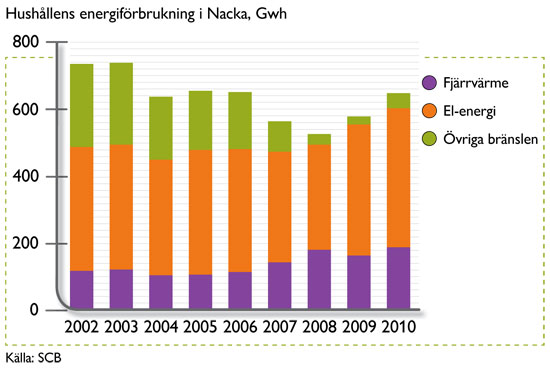 Hushållens energiförbrukning i Nacka, Gwh
800
600
400
200
0
2002 2003 2004 2005 2006 2007 2008 2009 2010
Fjärrvärme
El-energi
Övriga bränslen
Källa: SCB